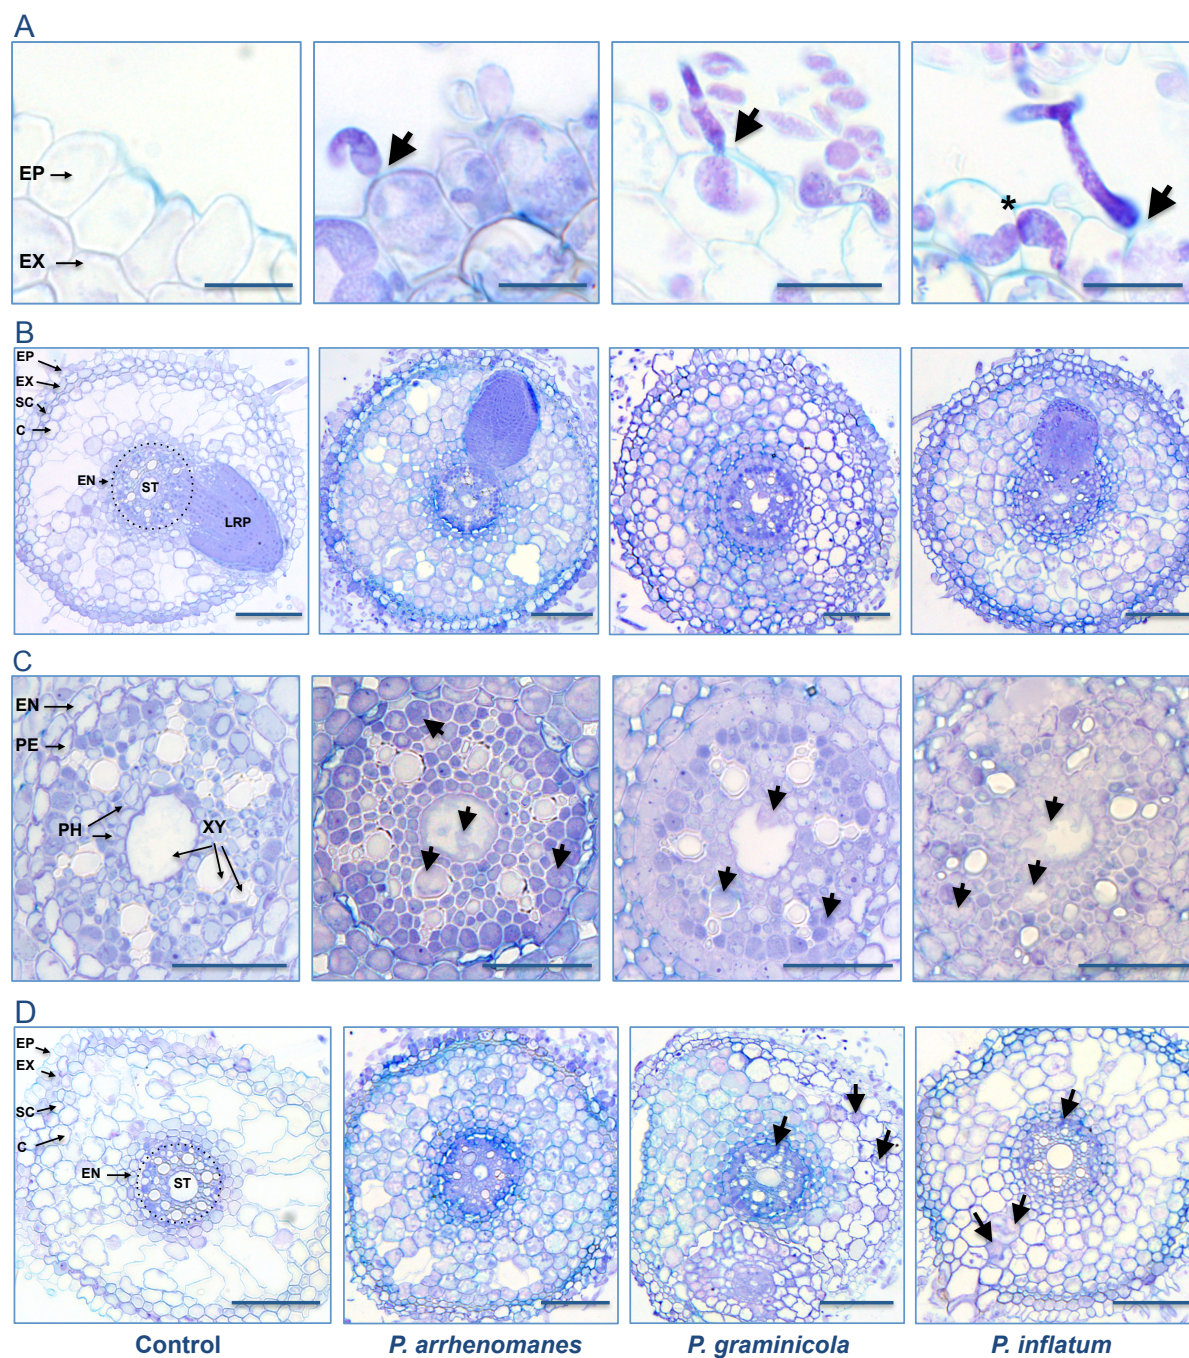 A
EP
EX
*
B
EP
EX
SC
C
EN
ST
LRP
C
EN
PE
PH
XY
D
EP
EX
SC
C
EN
ST
Control
P. arrhenomanes
P. graminicola
P. inflatum